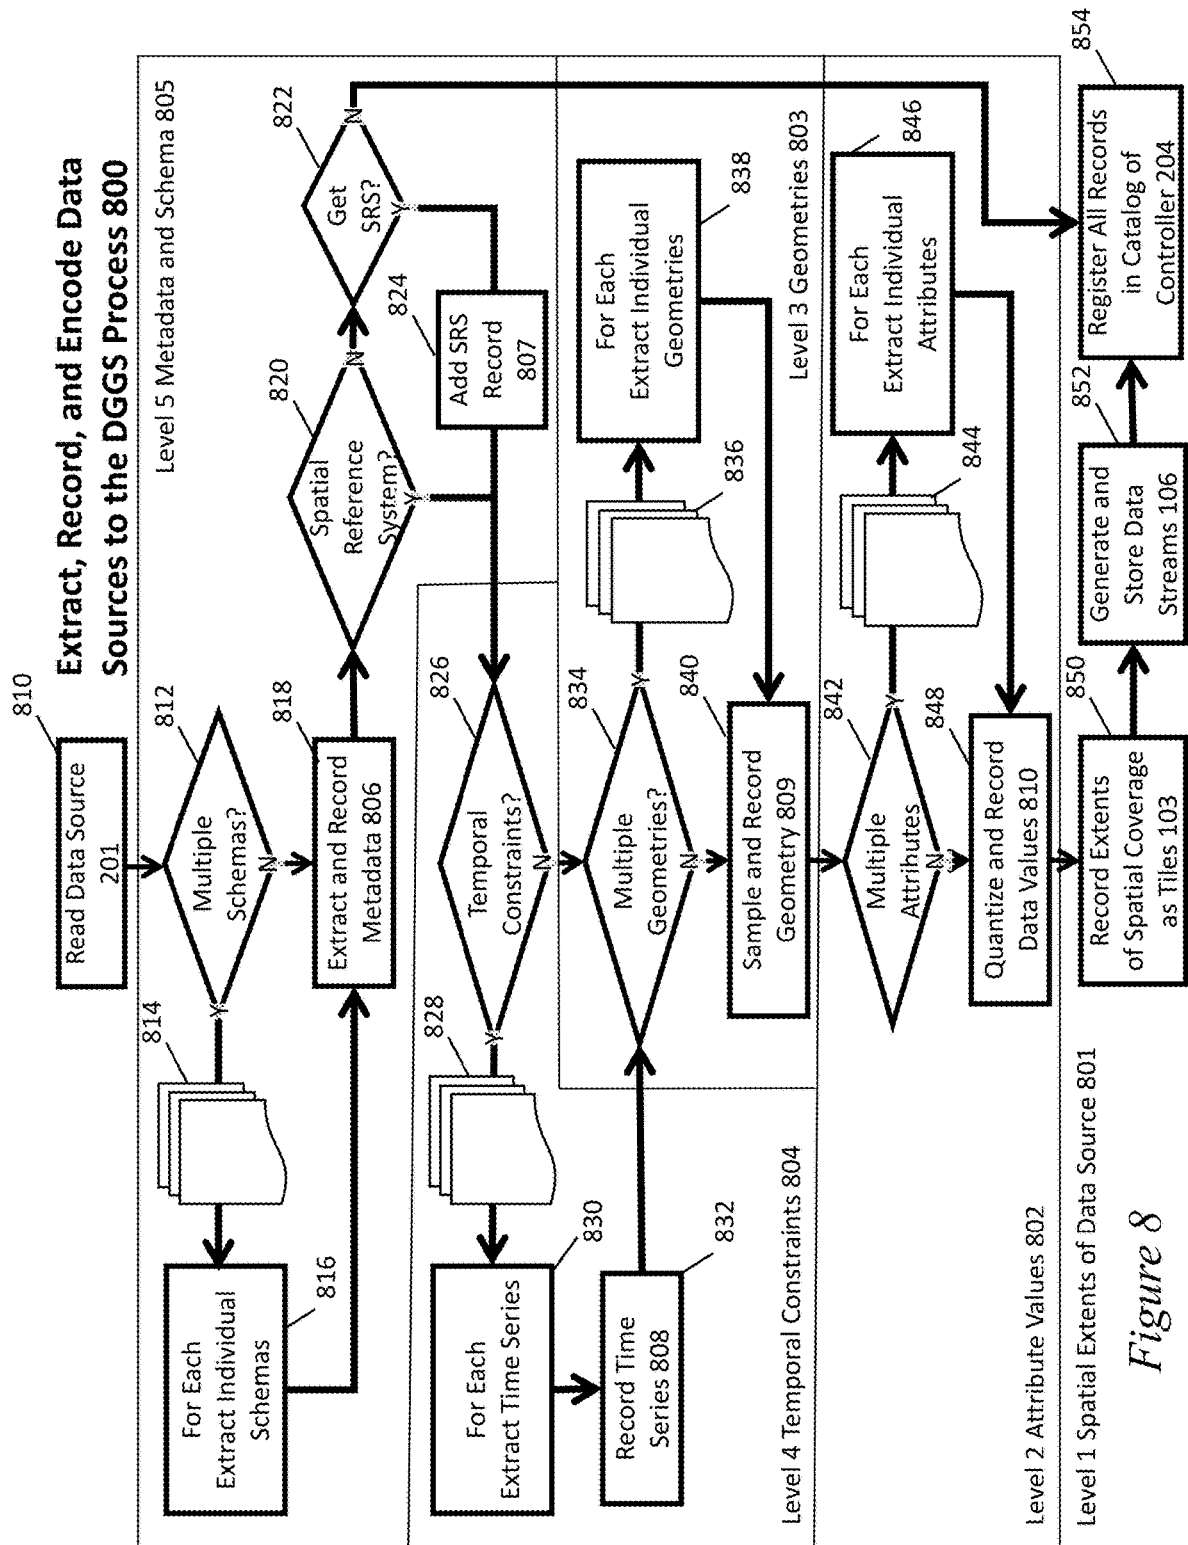 Extract, Record, and Encode Data
Sources to the DGGS Process 800
810
Read Data Source
201
Level 5 Metadata and Schema 805
812
Multiple
Schemas?
Y
N
814
For Each
Extract Individual
Schemas
816
818
Extract and Record
Metadata 806
820
Spatial
Reference
System?
N
Y
822
Get
SRS?
N
Y
824
Add SRS
Record
807
826
Temporal
Constraints?
Y
N
828
For Each
Extract Time Series
830
Record Time
Series 808
832
Level 4 Temporal Constraints 804
834
Multiple
Geometries?
Y
N
836
For Each
Extract Individual
Geometries
838
840
Sample and Record
Geometry 809
Level 3 Geometries 803
842
Multiple
Attributes
Y
N
844
For Each
Extract Individual
Attributes
846
848
Quantize and Record
Data Values 810
Level 2 Attribute Values 802
Level 1 Spatial Extents of Data Source 801
850
Record Extents
of Spatial Coverage
as Tiles 103
852
Generate and
Store Data
Streams 106
854
Register All Records
in Catalog of
Controller 204
Figure 8